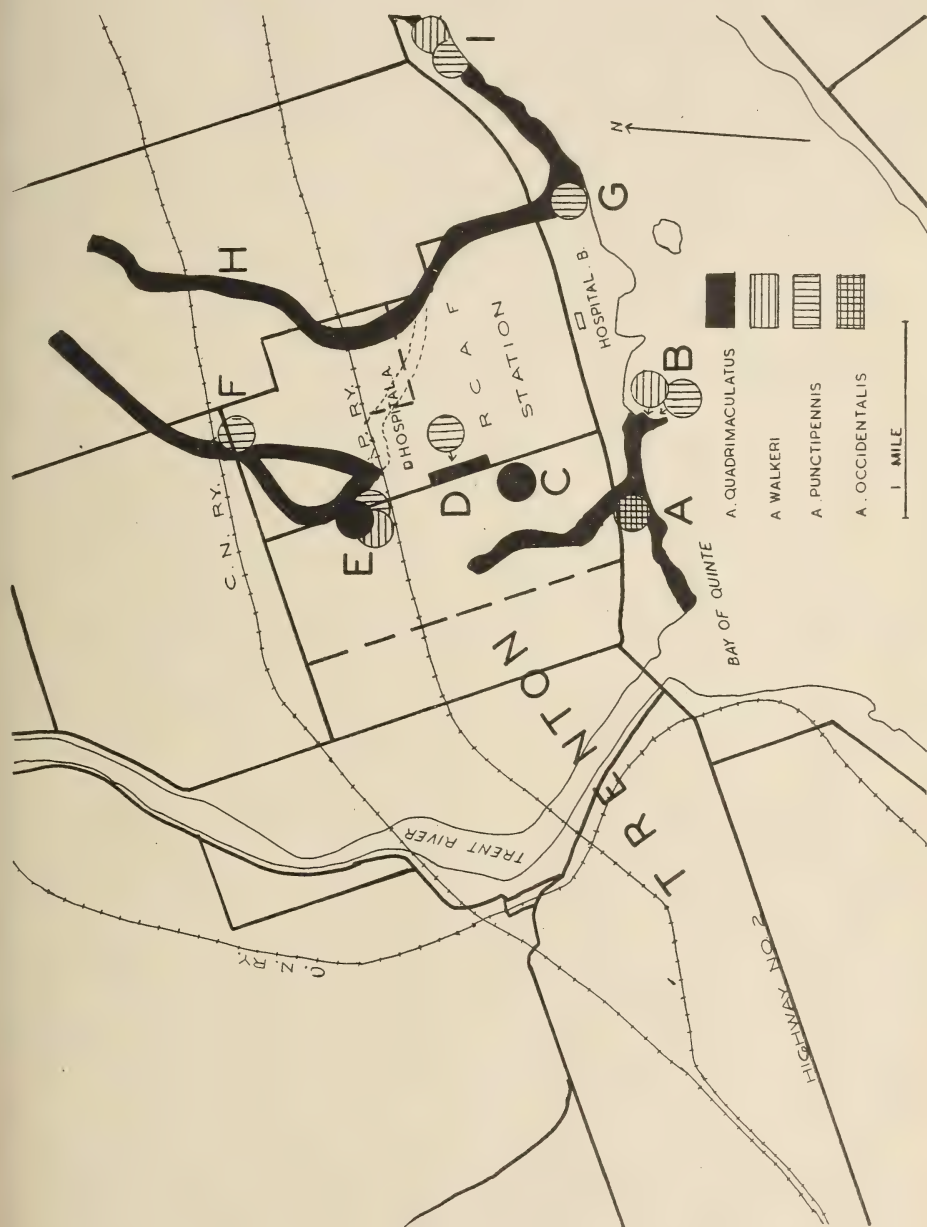 C. N. RY.
C. N. RY.
C. P. RY.
H
F
I
HOSPITAL A
E
D
R C A F
STATION
C
G
HOSPITAL B.
N
A
B
TRENTON
TRENT RIVER
BAY OF QUINTE
HIGHWAY NO. 2
A. QUADRIMACULATUS
A WALKERI
A. PUNCTIPENNIS
A. OCCIDENTALIS
1 MILE